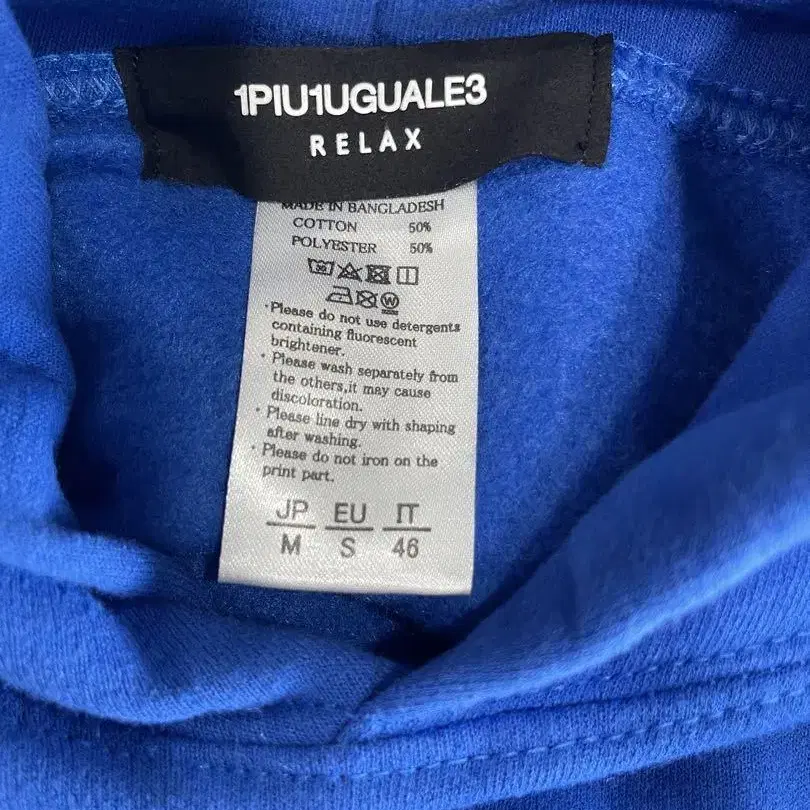 1PIU1UGUALE3
RELAX
MADE IN BANGLADESH
COTTON 50%
POLYESTER 50%
W
・Please do not use detergents
containing fluorescent
brightener.
・Please wash separately from
the others,it may cause
discoloration.
・Please line dry with shaping
after washing.
・Please do not iron on the
print part.
JP EU IT
M S 46